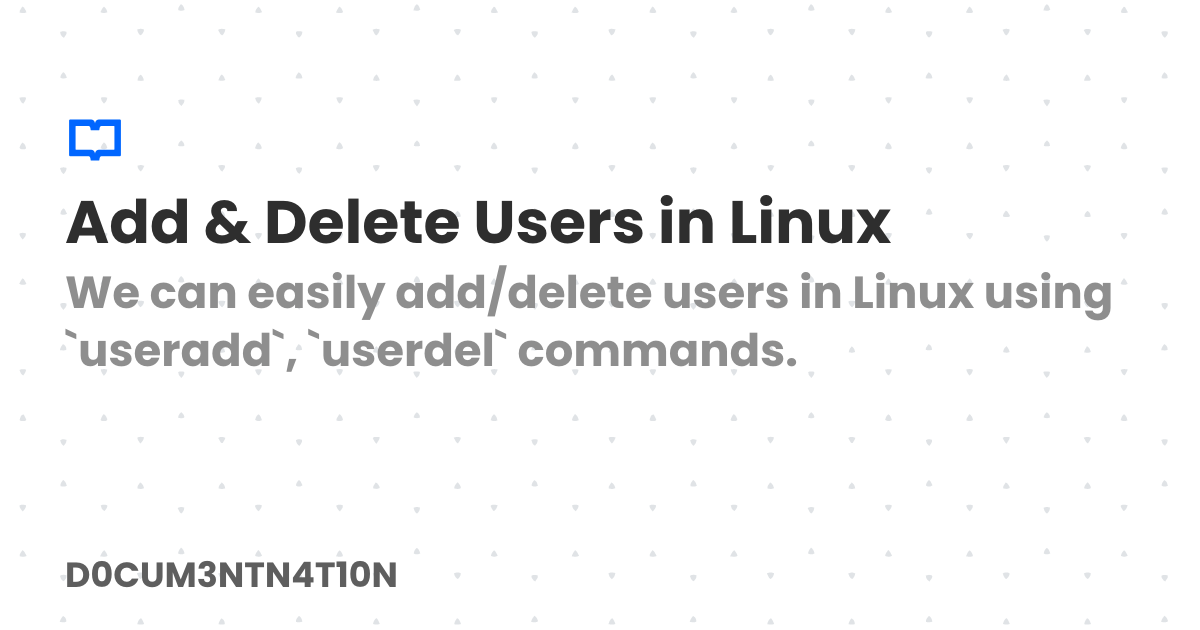 Add & Delete Users in Linux
We can easily add/delete users in Linux using
`useradd`, `userdel` commands.
D0CUM3NTN4T10N